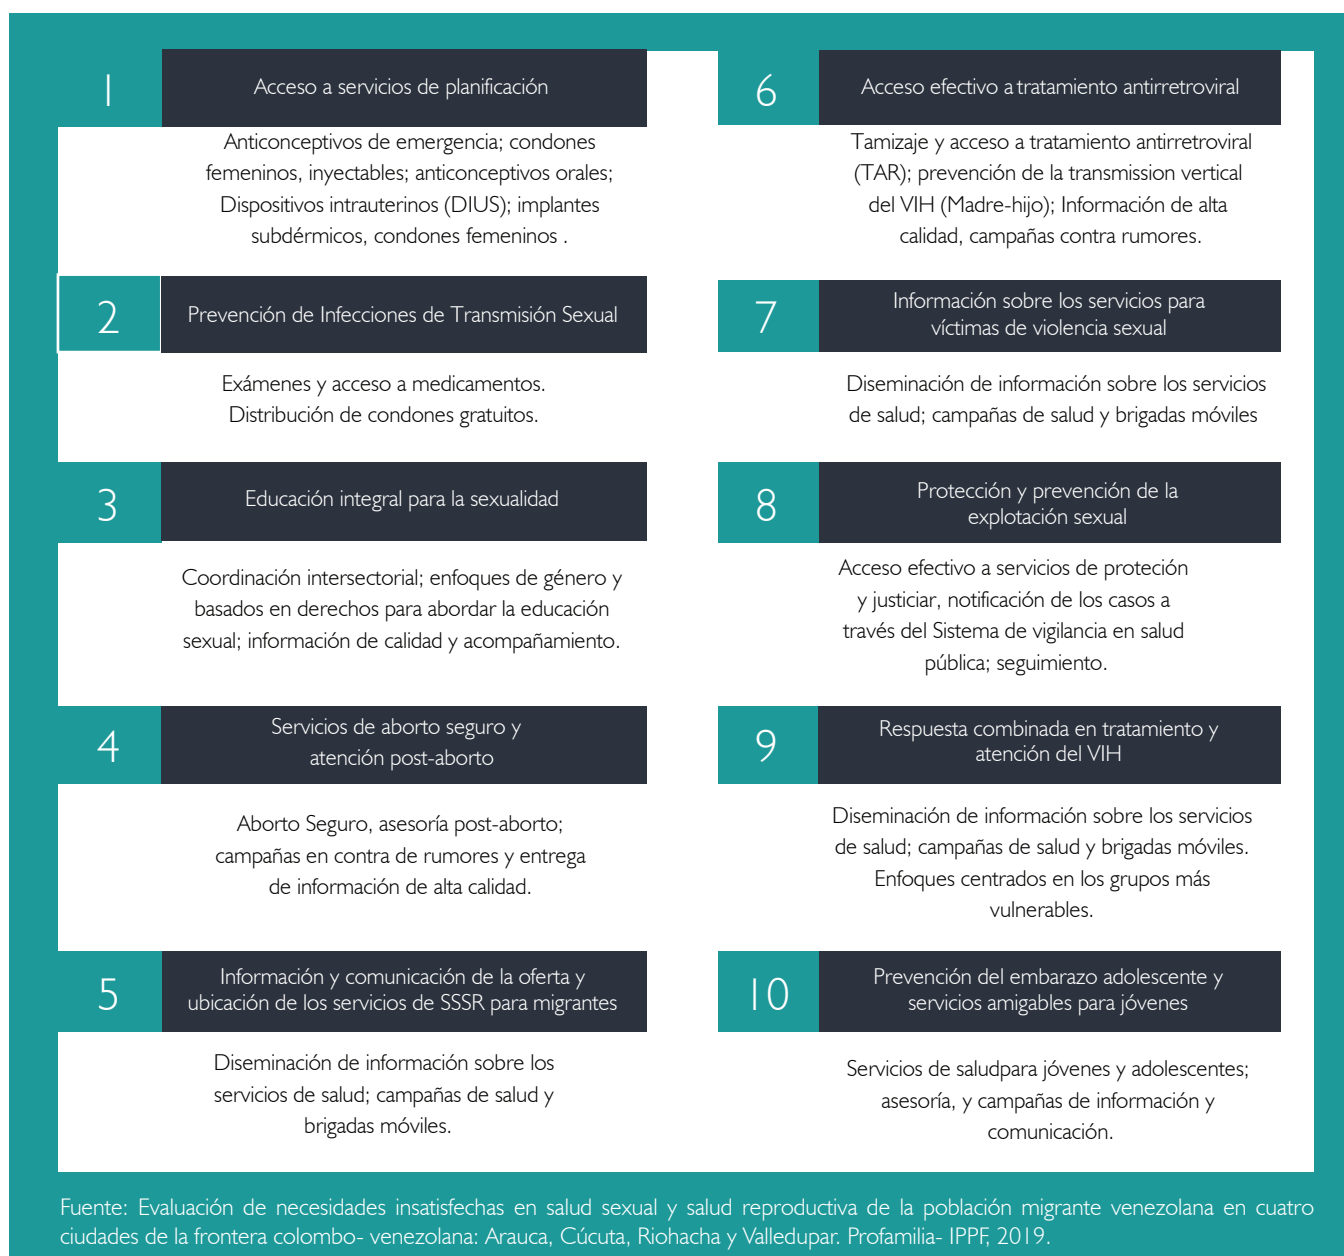 1
Acceso a servicios de planificación
Anticonceptivos de emergencia; condones
femeninos, inyectables; anticonceptivos orales;
Dispositivos intrauterinos (DIUS); implantes
subdérmicos, condones femeninos .
2
Prevención de Infecciones de Transmisión Sexual
Exámenes y acceso a medicamentos.
Distribución de condones gratuitos.
3
Educación integral para la sexualidad
Coordinación intersectorial; enfoques de género y
basados en derechos para abordar la educación
sexual; información de calidad y acompañamiento.
4
Servicios de aborto seguro y
atención post-aborto
Aborto Seguro, asesoría post-aborto;
campañas en contra de rumores y entrega
de información de alta calidad.
5
Información y comunicación de la oferta y
ubicación de los servicios de SSSR para migrantes
Diseminación de información sobre los
servicios de salud; campañas de salud y
brigadas móviles.
6
Acceso efectivo a tratamiento antirretroviral
Tamizaje y acceso a tratamiento antirretroviral
(TAR); prevención de la transmission vertical
del VIH (Madre-hijo); Información de alta
calidad, campañas contra rumores.
7
Información sobre los servicios para
víctimas de violencia sexual
Diseminación de información sobre los servicios
de salud; campañas de salud y brigadas móviles
8
Protección y prevención de la
explotación sexual
Acceso efectivo a servicios de proteción
y justiciar, notificación de los casos a
través del Sistema de vigilancia en salud
pública; seguimiento.
9
Respuesta combinada en tratamiento y
atención del VIH
Diseminación de información sobre los servicios
de salud; campañas de salud y brigadas móviles.
Enfoques centrados en los grupos más
vulnerables.
10
Prevención del embarazo adolescente y
servicios amigables para jóvenes
Servicios de saludpara jóvenes y adolescentes;
asesoría, y campañas de información y
comunicación.
Fuente: Evaluación de necesidades insatisfechas en salud sexual y salud reproductiva de la población migrante venezolana en cuatro
ciudades de la frontera colombo- venezolana: Arauca, Cúcuta, Riohacha y Valledupar. Profamilia- IPPF, 2019.